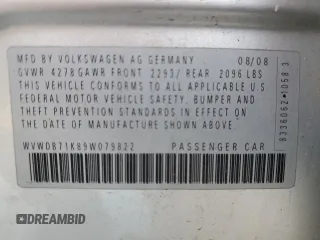 MFD BY VOLKSWAGEN AG GERMANY 08/08
GVWR 4278 GAWR FRONT 2293/ REAR 2096 LBS
THIS VEHICLE CONFORMS TO ALL APPLICABLE U.S
FEDERAL MOTOR VEHICLE SAFETY, BUMPER AND
THEFT PREVENTION STANDARDS IN EFFECT ON THE
DATE OF MANUFACTURE SHOWN ABOVE.
WVWDB71K89W079822 PASSENGER CAR
DREAMBID